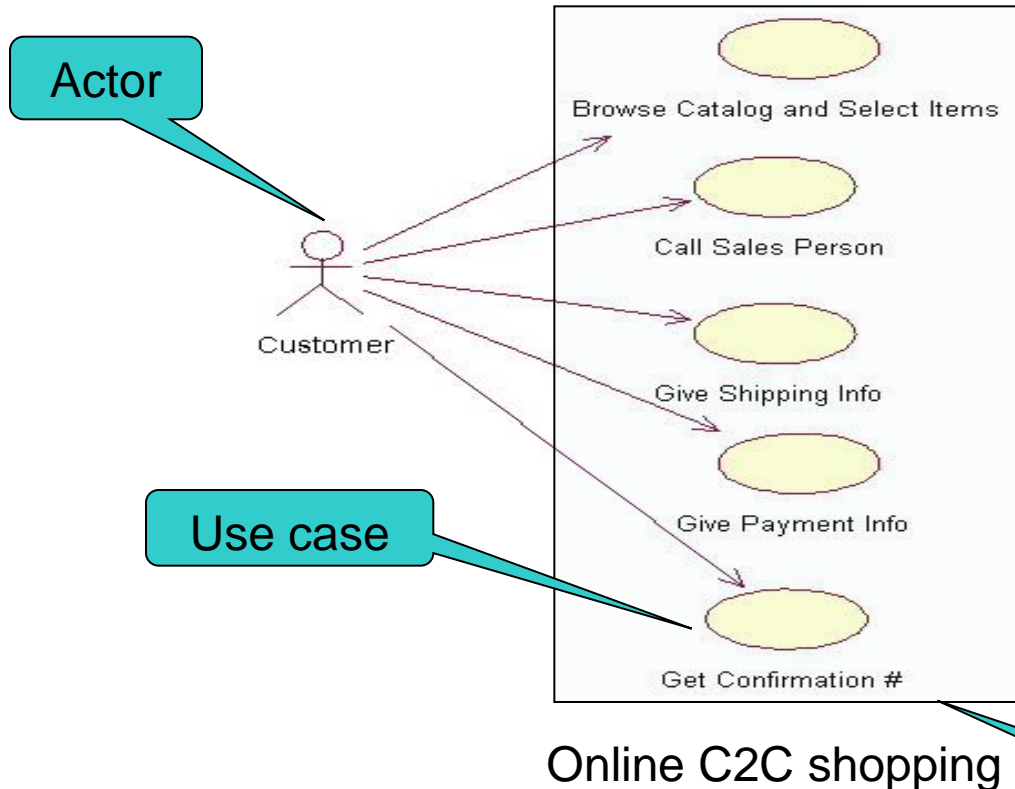 Actor
Browse Catalog and Select Items
Call Sales Person
Customer
Give Shipping Info
Give Payment Info
Use case
Get Confirmation #
Online C2C shopping